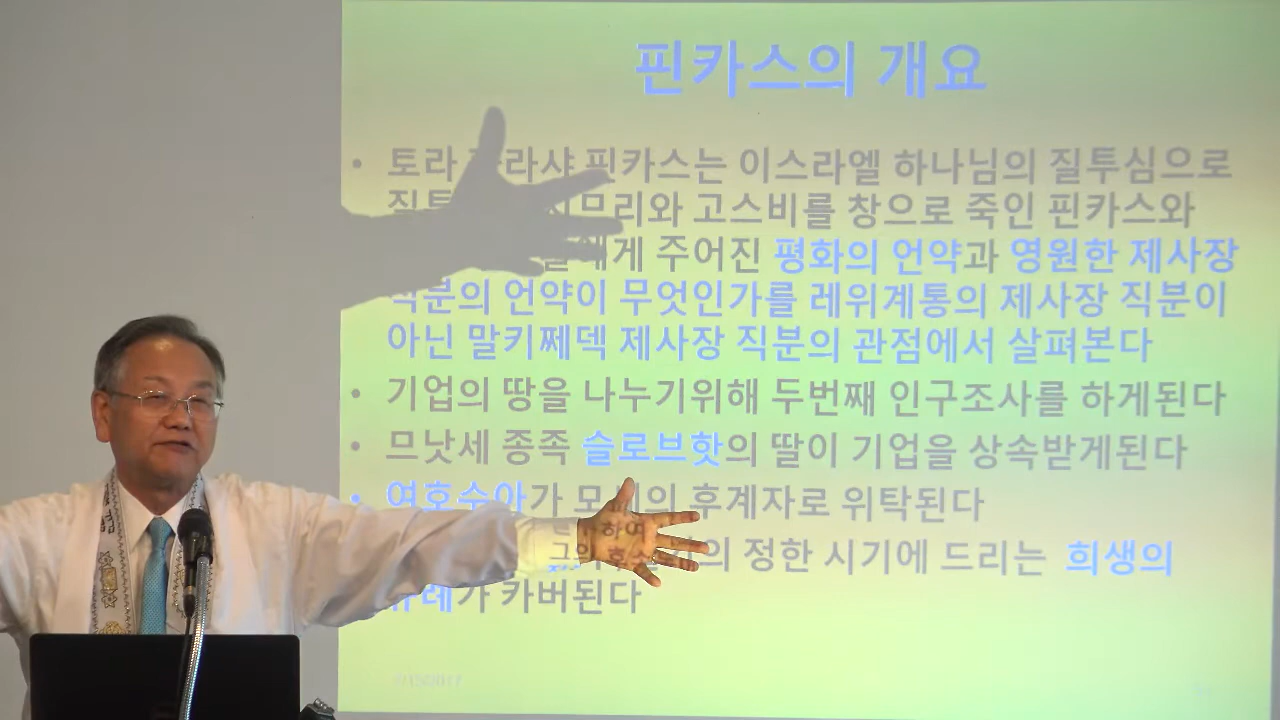 핀카스의 개요
• 토라 라샤 핀카스는 이스라엘 하나님의 질투심으로
므리와 고스비를 창으로 죽인 핀카스와
에게 주어진 평화의 언약과 영원한 제사장
직분의 언약이 무엇인가를 레위계통의 제사장 직분이
아닌 말키쩨덱 제사장 직분의 관점에서 살펴본다
• 기업의 땅을 나누기위해 두번째 인구조사를 하게된다
• 므낫세 종족 슬로브핫의 딸이 기업을 상속받게된다
• 여호수아가 후계자로 위탁된다
하여
그의
정한 시기에 드리는 희생의
가 카버된다